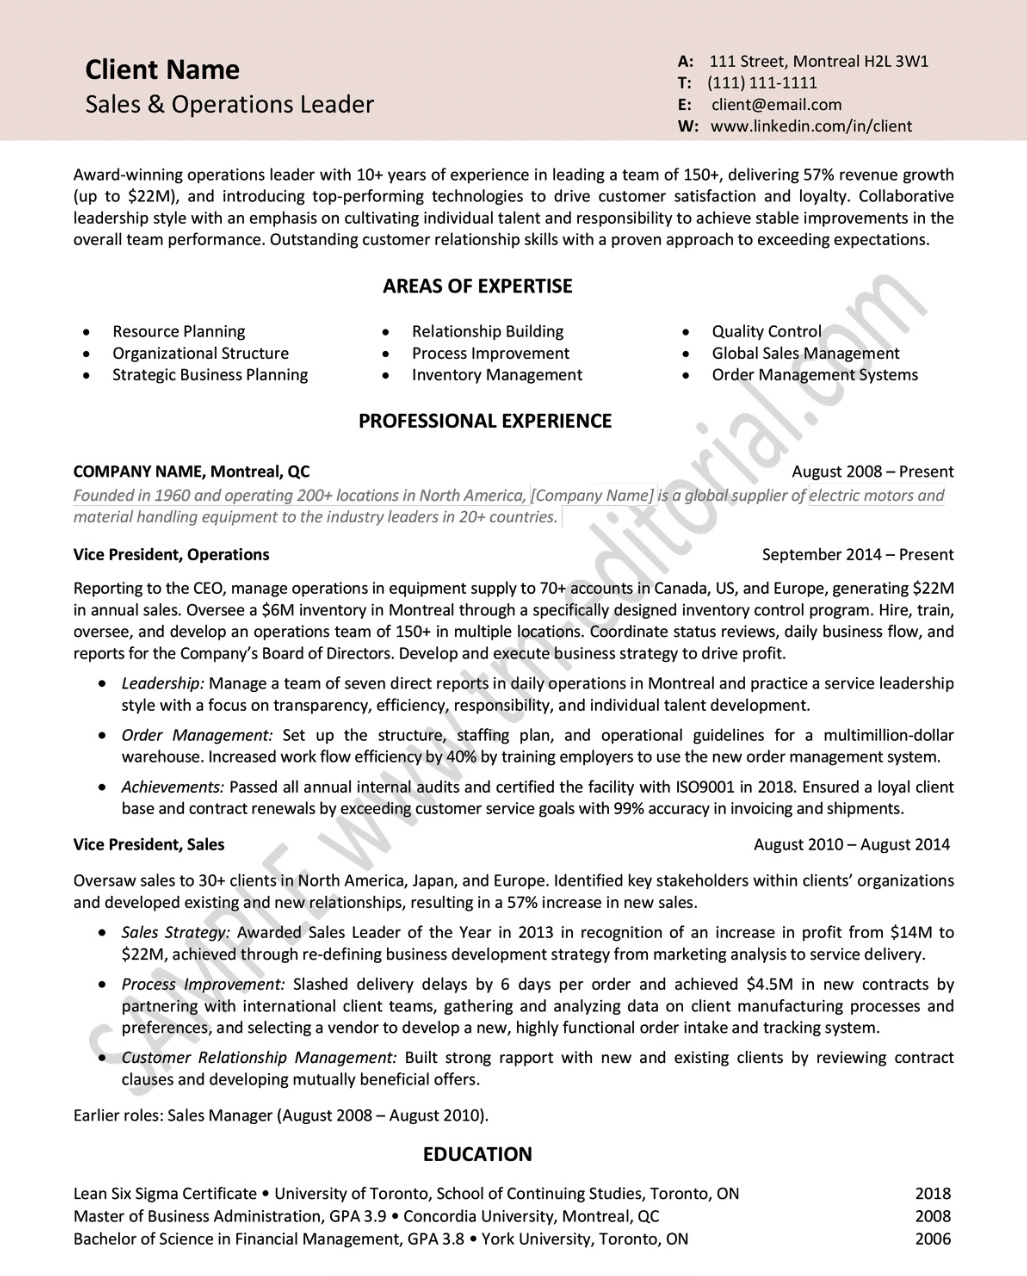 Client Name
Sales & Operations Leader
A: 111 Street, Montreal H2L 3W1
T: (111) 111-1111
E: client@email.com
W: www.linkedin.com/in/client
Award-winning operations leader with 10+ years of experience in leading a team of 150+, delivering 57% revenue growth
(up to $22M), and introducing top-performing technologies to drive customer satisfaction and loyalty. Collaborative
leadership style with an emphasis on cultivating individual talent and responsibility to achieve stable improvements in the
overall team performance. Outstanding customer relationship skills with a proven approach to exceeding expectations.
AREAS OF EXPERTISE
• Resource Planning • Relationship Building • Quality Control
• Organizational Structure • Process Improvement • Global Sales Management
• Strategic Business Planning • Inventory Management • Order Management Systems
PROFESSIONAL EXPERIENCE
COMPANY NAME, Montreal, QC August 2008 – Present
Founded in 1960 and operating 200+ locations in North America, [Company Name] is a global supplier of electric motors and
material handling equipment to the industry leaders in 20+ countries.
Vice President, Operations September 2014 – Present
Reporting to the CEO, manage operations in equipment supply to 70+ accounts in Canada, US, and Europe, generating $22M
in annual sales. Oversee a $6M inventory in Montreal through a specifically designed inventory control program. Hire, train,
oversee, and develop an operations team of 150+ in multiple locations. Coordinate status reviews, daily business flow, and
reports for the Company's Board of Directors. Develop and execute business strategy to drive profit.
• Leadership: Manage a team of seven direct reports in daily operations in Montreal and practice a service leadership
style with a focus on transparency, efficiency, responsibility, and individual talent development.
• Order Management: Set up the structure, staffing plan, and operational guidelines for a multimillion-dollar
warehouse. Increased work flow efficiency by 40% by training employers to use the new order management system.
• Achievements: Passed all annual internal audits and certified the facility with ISO9001 in 2018. Ensured a loyal client
base and contract renewals by exceeding customer service goals with 99% accuracy in invoicing and shipments.
Vice President, Sales August 2010 – August 2014
Oversaw sales to 30+ clients in North America, Japan, and Europe. Identified key stakeholders within clients' organizations
and developed existing and new relationships, resulting in a 57% increase in new sales.
• Sales Strategy: Awarded Sales Leader of the Year in 2013 in recognition of an increase in profit from $14M to
$22M, achieved through re-defining business development strategy from marketing analysis to service delivery.
• Process Improvement: Slashed delivery delays by 6 days per order and achieved $4.5M in new contracts by
partnering with international client teams, gathering and analyzing data on client manufacturing processes and
preferences, and selecting a vendor to develop a new, highly functional order intake and tracking system.
• Customer Relationship Management: Built strong rapport with new and existing clients by reviewing contract
clauses and developing mutually beneficial offers.
Earlier roles: Sales Manager (August 2008 – August 2010).
EDUCATION
Lean Six Sigma Certificate • University of Toronto, School of Continuing Studies, Toronto, ON 2018
Master of Business Administration, GPA 3.9 • Concordia University, Montreal, QC 2008
Bachelor of Science in Financial Management, GPA 3.8 • York University, Toronto, ON 2006
SAMPLE www.tm-editorial.com